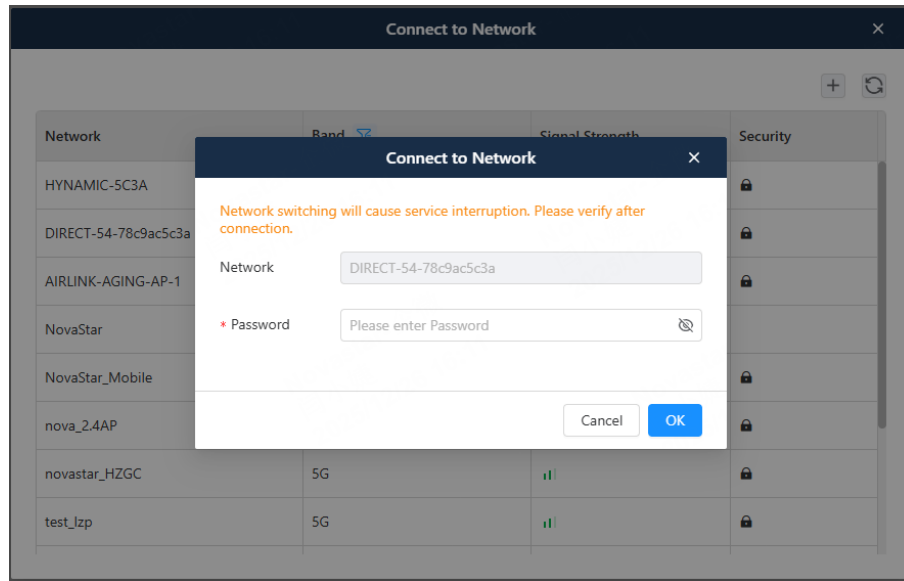 Connect to Network
Network Band Signal Strength Security
Connect to Network
HYNAMIC-5C3A
Network switching will cause service interruption. Please verify after
connection.
DIRECT-54-78c9ac5c3a
Network DIRECT-54-78c9ac5c3a
AIRLINK-AGING-AP-1
* Password Please enter Password
NovaStar
NovaStar_Mobile
Cancel OK
nova_2.4AP
novastar_HZGC 5G
test_lzp 5G